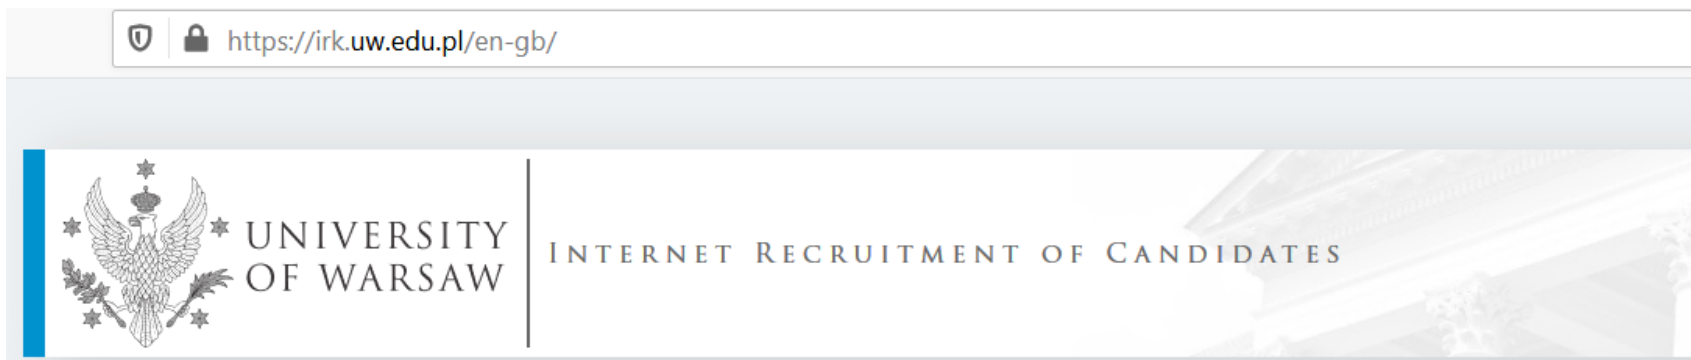 https://irk.uw.edu.pl/en-gb/
UNIVERSITY
OF WARSAW
INTERNET RECRUITMENT OF CANDIDATES